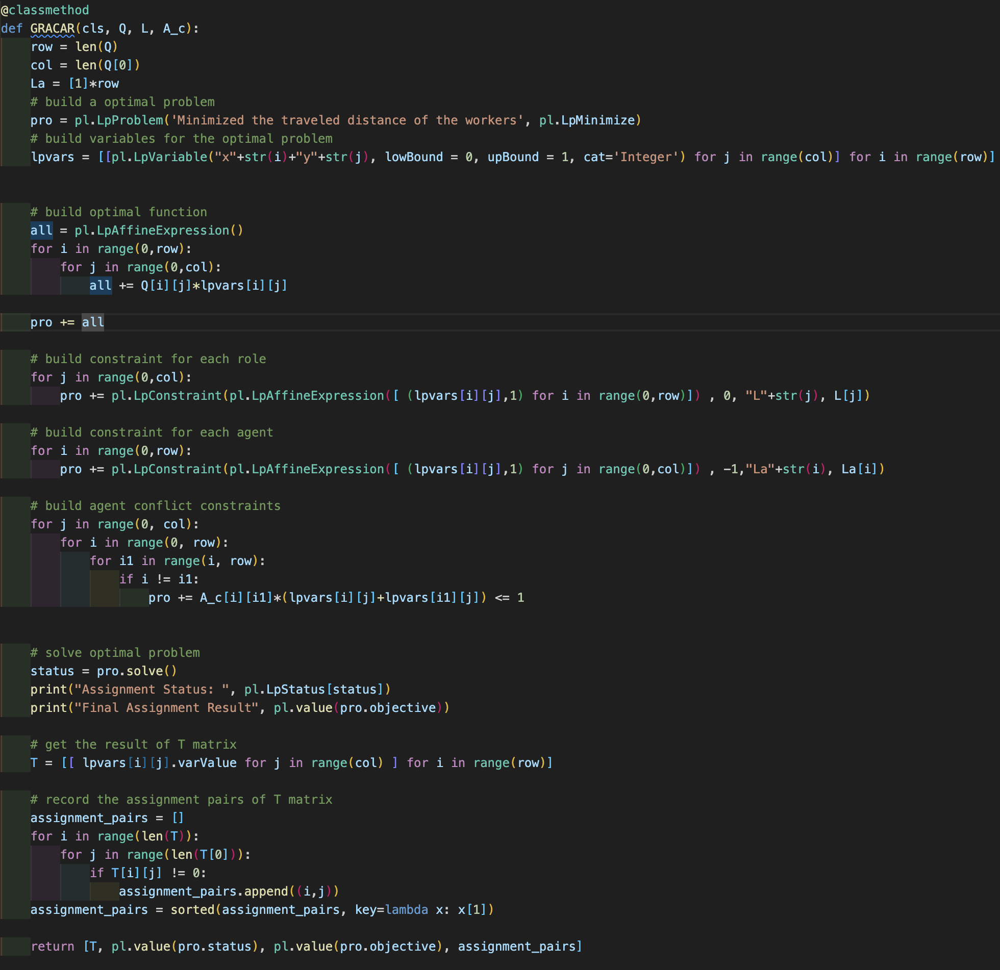 @classmethod
def GRACAR(cls, Q, L, A_c):
    row = len(Q)
    col = len(Q[0])
    La = [1]*row
    # build a optimal problem
    pro = pl.LpProblem('Minimized the traveled distance of the workers', pl.LpMinimize)
    # build variables for the optimal problem
    lpvars = [[pl.LpVariable("x"+str(i)+"y"+str(j), lowBound = 0, upBound = 1, cat='Integer') for j in range(col)] for i in range(row)]
    # build optimal function
    all = pl.LpAffineExpression()
    for i in range(0,row):
        for j in range(0,col):
            all += Q[i][j]*lpvars[i][j]
    pro += all
    # build constraint for each role
    for j in range(0,col):
        pro += pl.LpConstraint(pl.LpAffineExpression([ (lpvars[i][j],1) for i in range(0,row)]) , 0, "L"+str(j), L[j])
    # build constraint for each agent
    for i in range(0,row):
        pro += pl.LpConstraint(pl.LpAffineExpression([ (lpvars[i][j],1) for j in range(0,col)]) , -1,"La"+str(i), La[i])
    # build agent conflict constraints
    for j in range(0, col):
        for i in range(0, row):
            for i1 in range(i, row):
                if i != i1:
                    pro += A_c[i][i1]*(lpvars[i][j]+lpvars[i1][j]) <= 1
    # solve optimal problem
    status = pro.solve()
    print("Assignment Status: ", pl.LpStatus[status])
    print("Final Assignment Result", pl.value(pro.objective))
    # get the result of T matrix
    T = [[ lpvars[i][j].varValue for j in range(col) ] for i in range(row)]
    # record the assignment pairs of T matrix
    assignment_pairs = []
    for i in range(len(T)):
        for j in range(len(T[0])):
            if T[i][j] != 0:
                assignment_pairs.append((i,j))
    assignment_pairs = sorted(assignment_pairs, key=lambda x: x[1])
    return [T, pl.value(pro.status), pl.value(pro.objective), assignment_pairs]